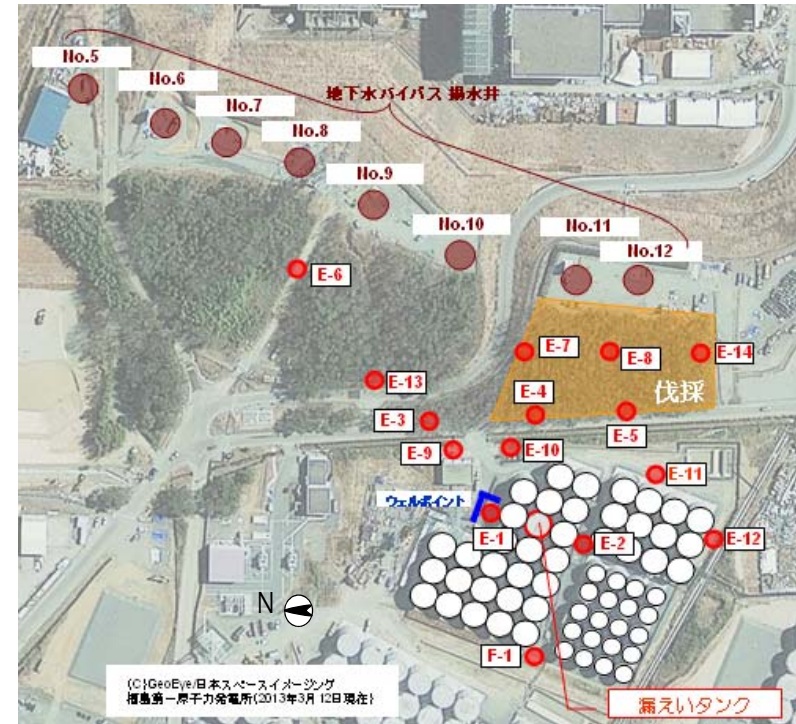 No.5
No.6
No.7
No.8
地下水バイパス 揚水井
No.9
No.10
No.11
No.12
E-6
E-7
E-8
E-14
E-13
伐採
E-4
E-3
E-5
E-9
E-10
E-11
ウェルポイント
E-1
E-2
E-12
N
F-1
(C)GeoEye/日本スペースイメージング
福島第一原子力発電所(2013年3月12日現在)
漏えいタンク